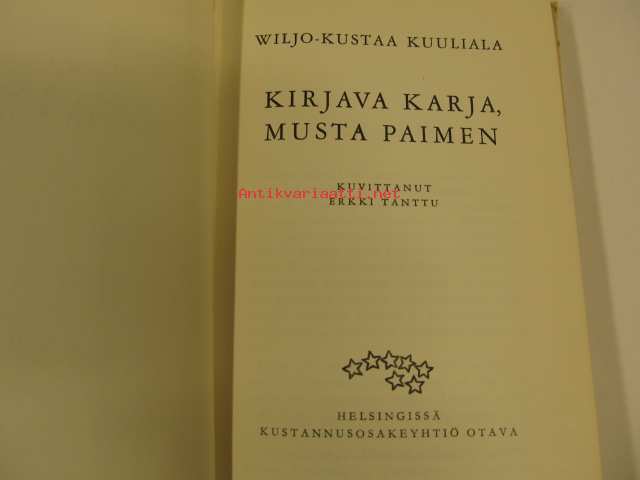 WILJO-KUSTAA KUULIALA
KIRJAVA KARJA,
MUSTA PAIMEN
KUVITTANUT
Antikvariaatti.net
ERKKI TANTTU
HELSINGISSÄ
KUSTANNUSOSAKEYHTIÖ OTAVA